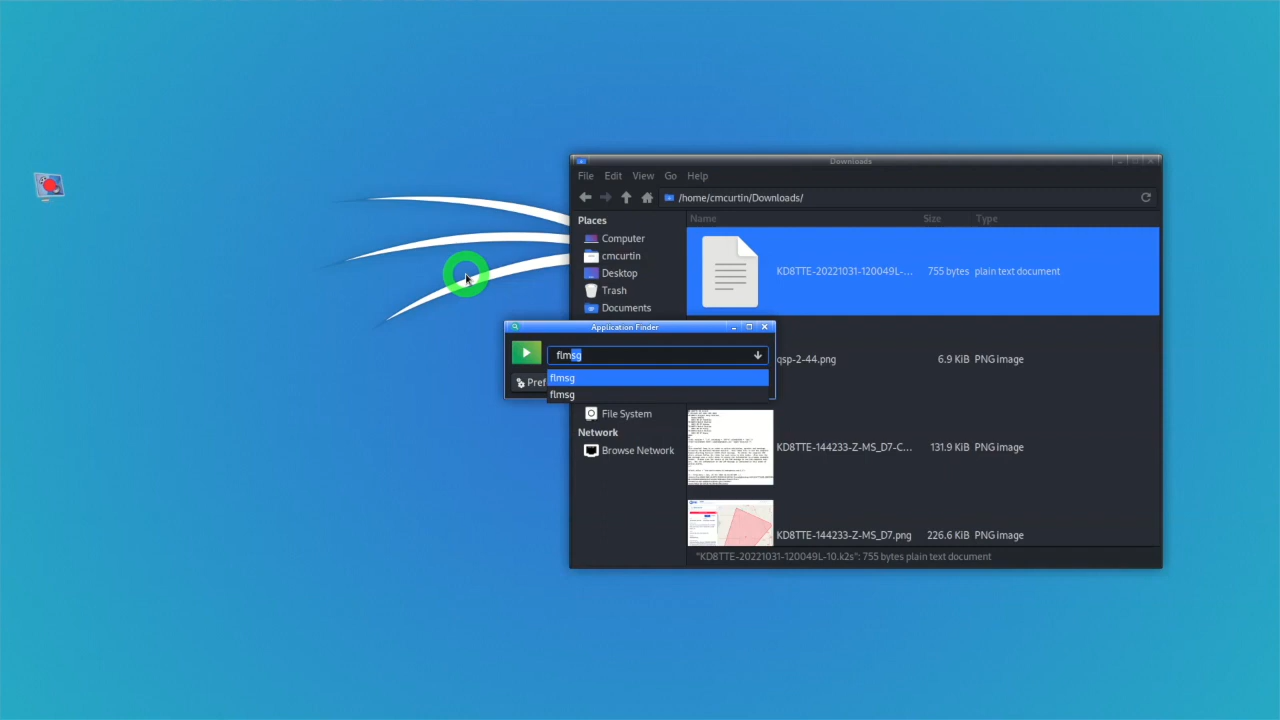 Downloads
File Edit View Go Help
/home/cmcurtin/Downloads/
Places
Computer
cmcurtin
Desktop
Trash
Documents
File System
Network
Browse Network
Name Size Type
KD8TTE-20221031-120049L-... 755 bytes plain text document
qsp-2-44.png 6.9 KiB PNG image
KD8TTE-144233-Z-MS_D7-C... 131.9 KiB PNG image
KD8TTE-144233-Z-MS_D7.png 226.6 KiB PNG image
"KD8TTE-20221031-120049L-10.k2s": 755 bytes plain text document
Application Finder
flmsg
Pref
flmsg
flmsg